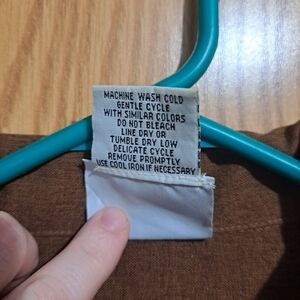 MACHINE WASH COLD
GENTLE CYCLE
WITH SIMILAR COLORS
DO NOT BLEACH
LINE DRY OR
TUMBLE DRY LOW
DELICATE CYCLE
REMOVE PROMPTLY
USE COOL IRON IF NECESSARY